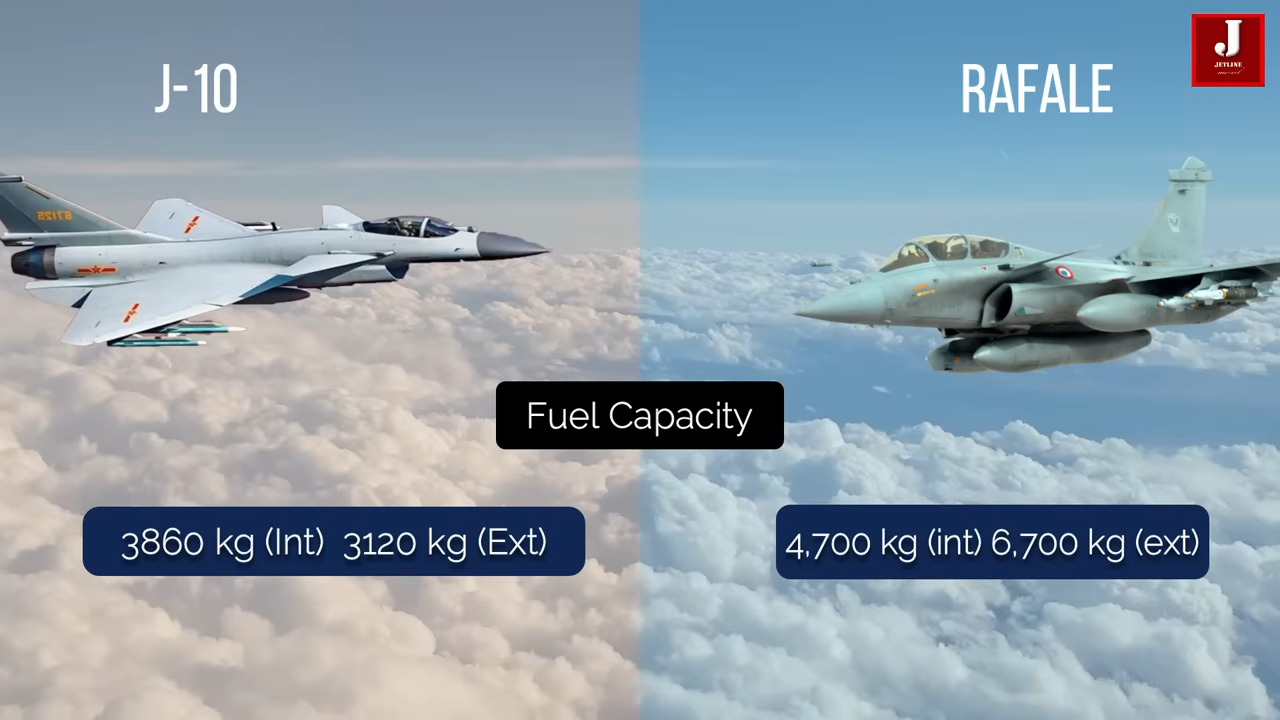 J-10
RAFALE
J
JETLINE
67125
Fuel Capacity
3860 kg (Int) 3120 kg (Ext)
4,700 kg (int) 6,700 kg (ext)